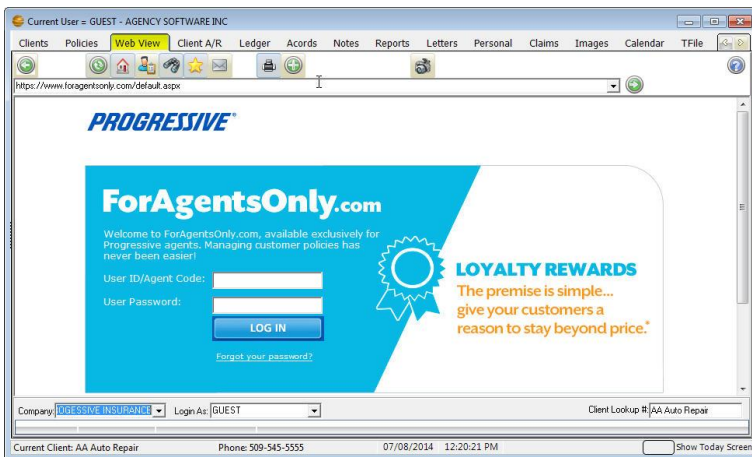 Current User = GUEST - AGENCY SOFTWARE INC
Clients Policies Web View Client A/R Ledger Acords Notes Reports Letters Personal Claims Images Calendar TFile
https://www.foragentsonly.com/default.aspx
PROGRESSIVE®
ForAgentsOnly.com
Welcome to ForAgentsOnly.com, available exclusively for
Progressive agents. Managing customer policies has
never been easier!
User ID/Agent Code:
User Password:
LOG IN
Forgot your password?
LOYALTY REWARDS
The premise is simple...
give your customers a
reason to stay beyond price.*
Company: OGESSIVE INSURANCE Login As: GUEST Client Lookup #: AA Auto Repair
Current Client: AA Auto Repair Phone: 509-545-5555 07/08/2014 12:20:21 PM Show Today Screen